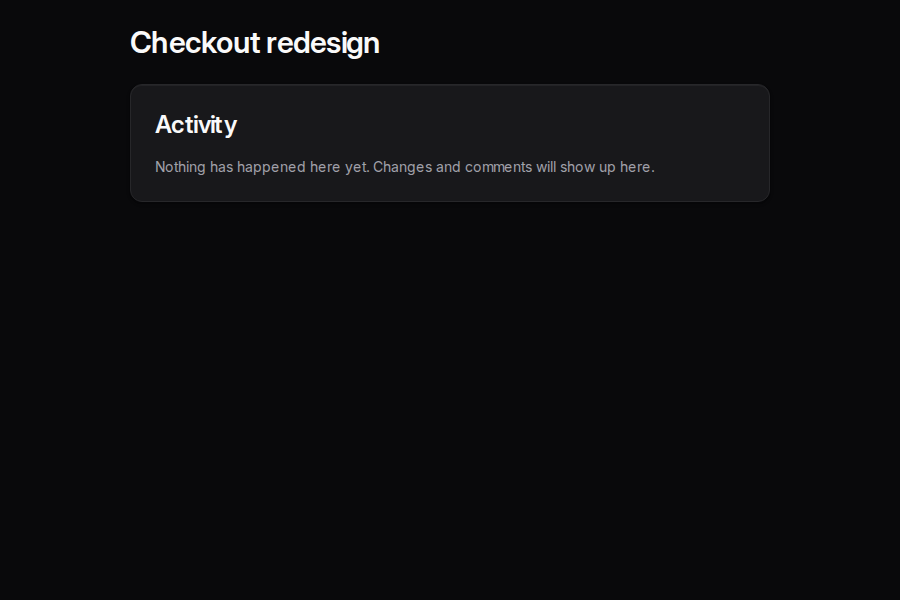 Checkout redesign
Activity
Nothing has happened here yet. Changes and comments will show up here.